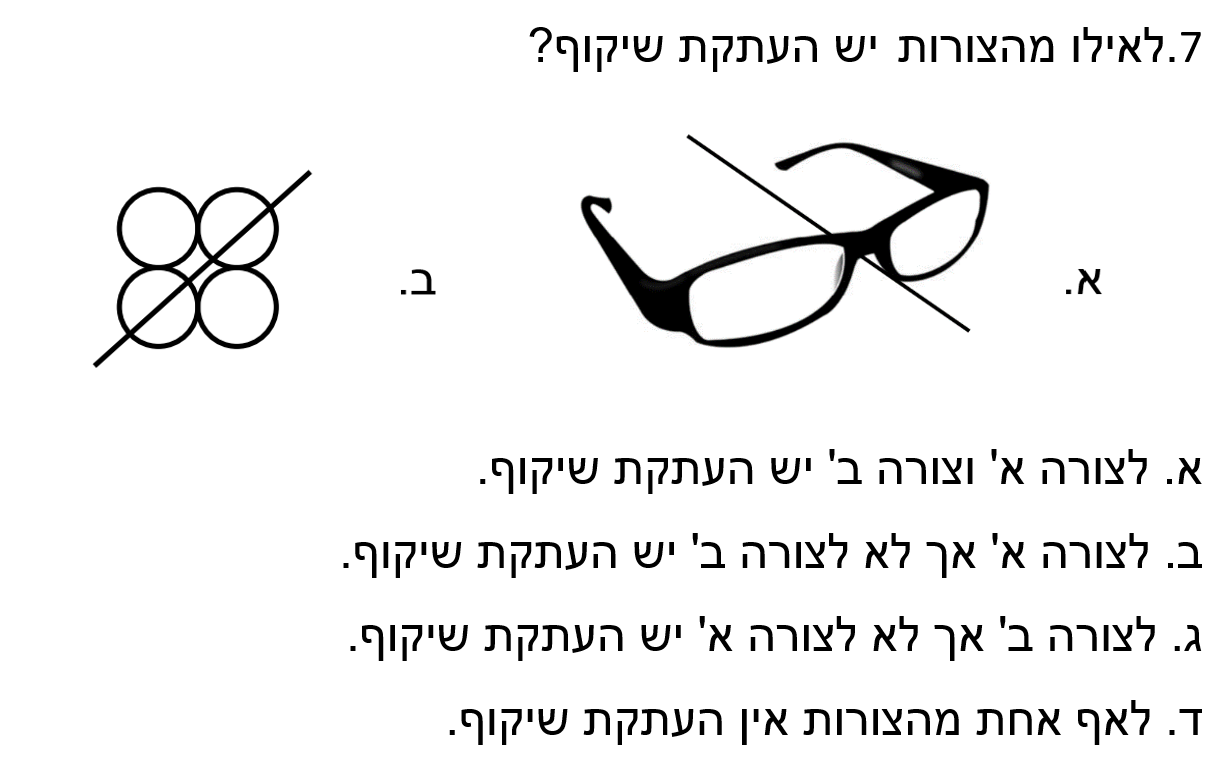 7.לאילו מהצורות יש העתקת שיקוף?
א.
ב.
א. לצורה א' וצורה ב' יש העתקת שיקוף.
ב. לצורה א' אך לא לצורה ב' יש העתקת שיקוף.
ג. לצורה ב' אך לא לצורה א' יש העתקת שיקוף.
ד. לאף אחת מהצורות אין העתקת שיקוף.